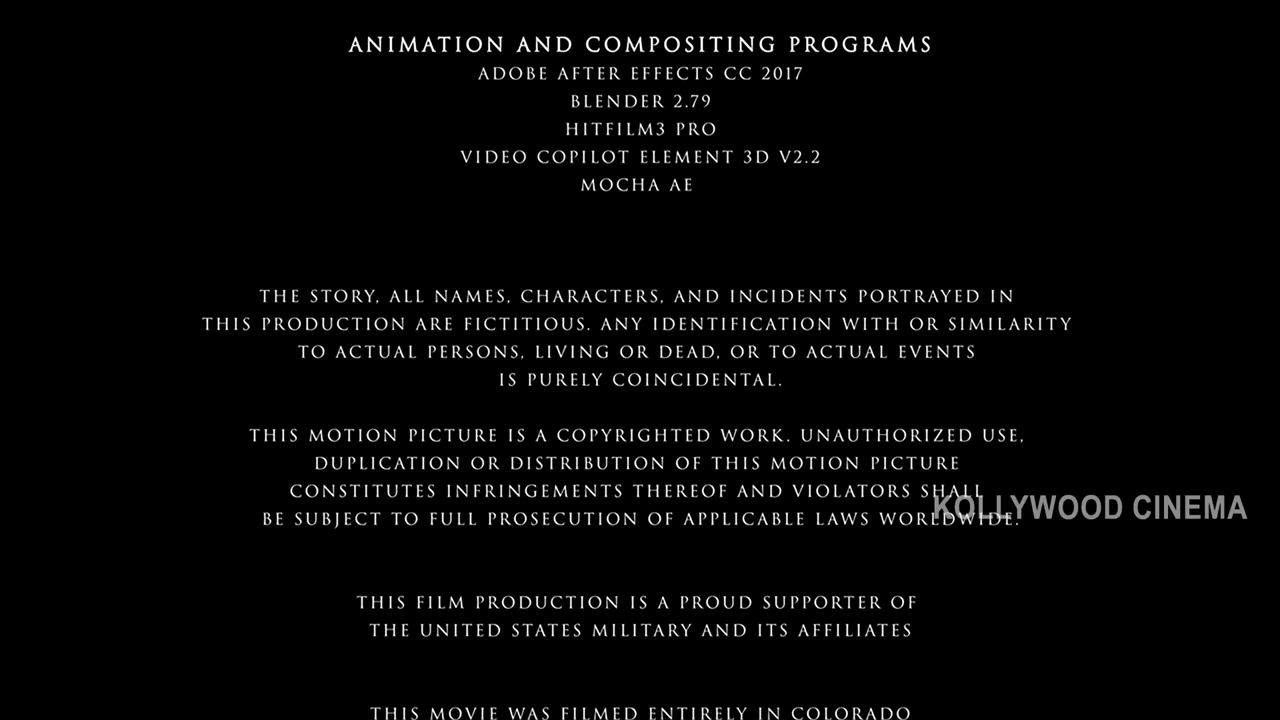 ANIMATION AND COMPOSITING PROGRAMS
ADOBE AFTER EFFECTS CC 2017
BLENDER 2.79
HITFILM3 PRO
VIDEO COPILOT ELEMENT 3D V2.2
MOCHA AE
THE STORY, ALL NAMES, CHARACTERS, AND INCIDENTS PORTRAYED IN
THIS PRODUCTION ARE FICTITIOUS. ANY IDENTIFICATION WITH OR SIMILARITY
TO ACTUAL PERSONS, LIVING OR DEAD, OR TO ACTUAL EVENTS
IS PURELY COINCIDENTAL.
THIS MOTION PICTURE IS A COPYRIGHTED WORK. UNAUTHORIZED USE,
DUPLICATION OR DISTRIBUTION OF THIS MOTION PICTURE
CONSTITUTES INFRINGEMENTS THEREOF AND VIOLATORS SHALL
BE SUBJECT TO FULL PROSECUTION OF APPLICABLE LAWS WORLDWIDE.
KOLLYWOOD CINEMA
THIS FILM PRODUCTION IS A PROUD SUPPORTER OF
THE UNITED STATES MILITARY AND ITS AFFILIATES
THIS MOVIE WAS FILMED ENTIRELY IN COLORADO